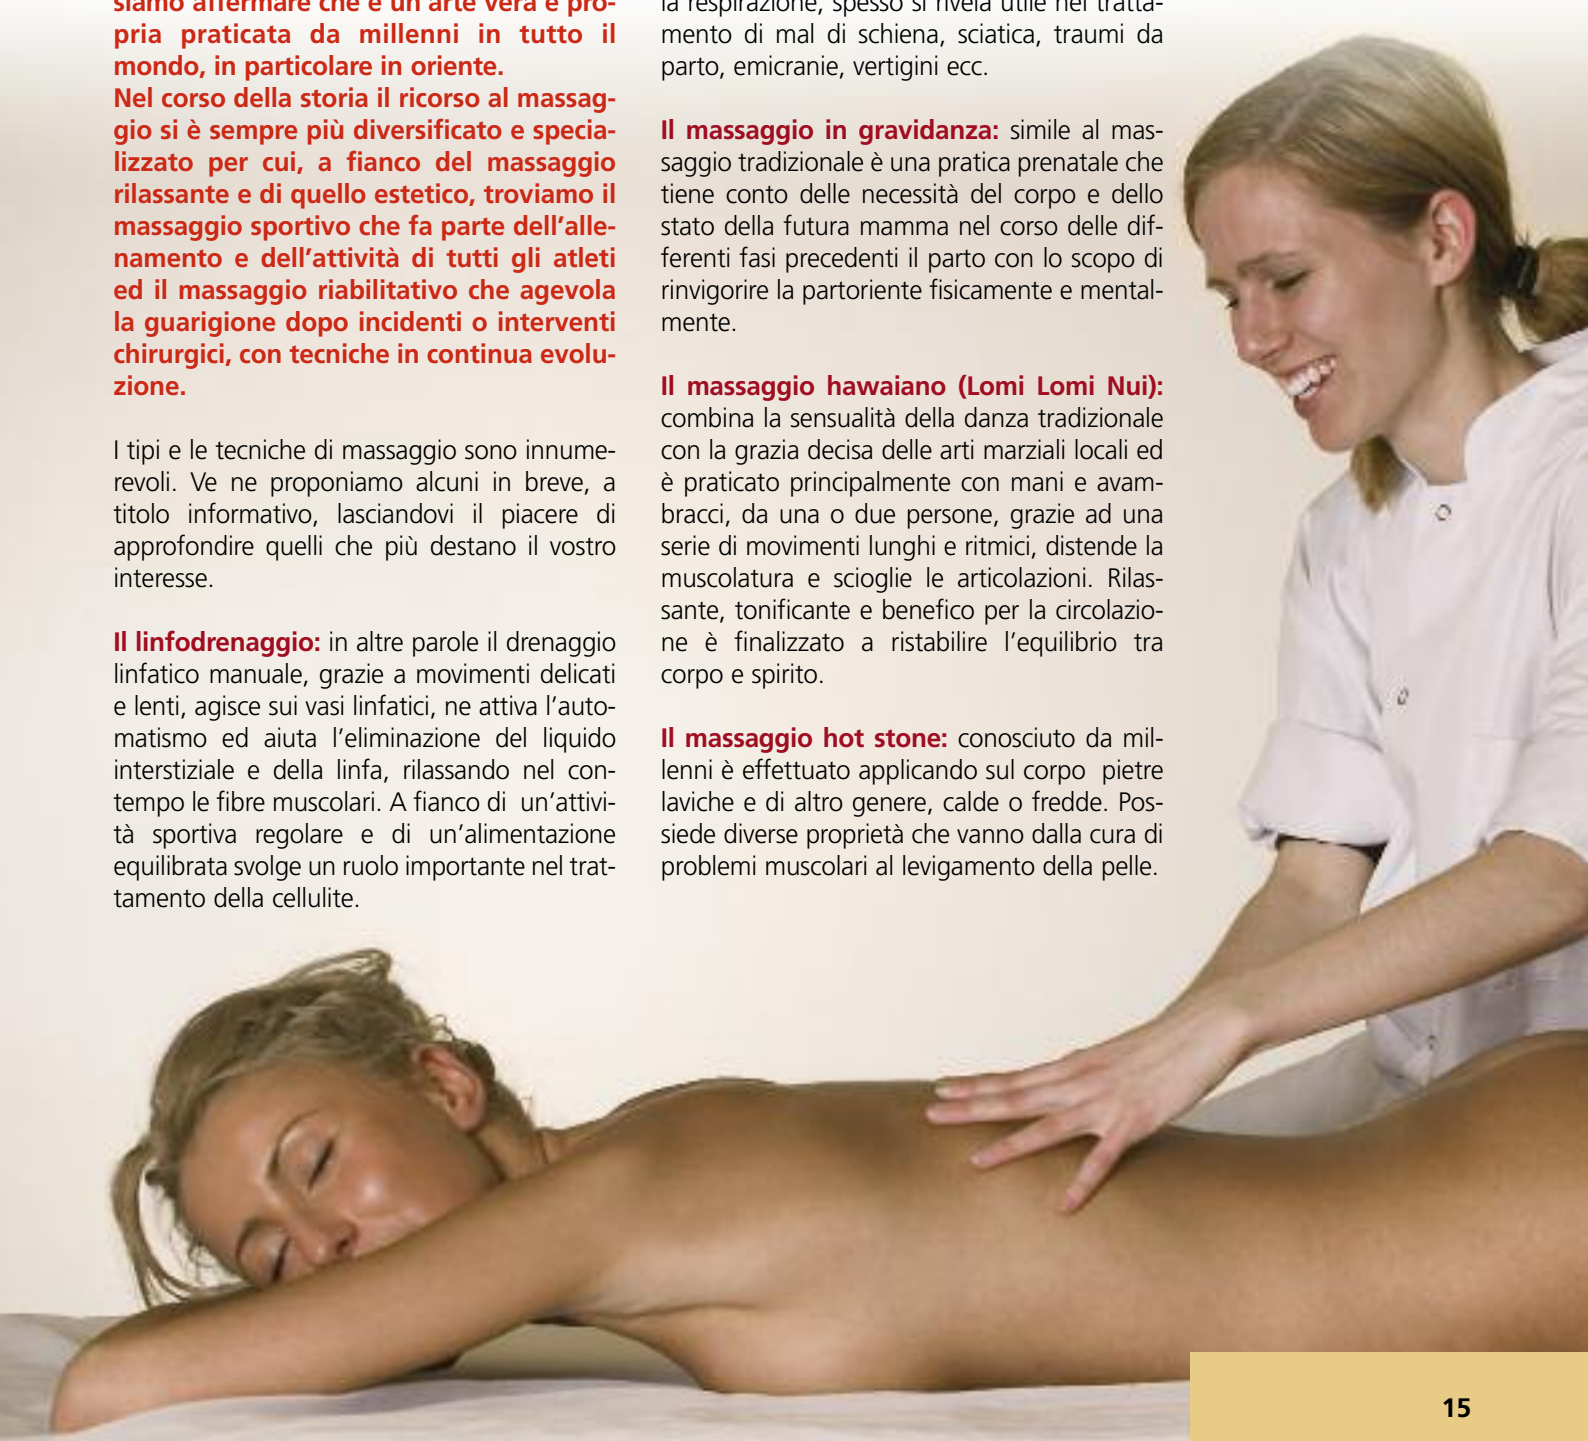 siamo affermare che è un'arte vera e pro-
pria praticata da millenni in tutto il
mondo, in particolare in oriente.
Nel corso della storia il ricorso al massag-
gio si è sempre più diversificato e specia-
lizzato per cui, a fianco del massaggio
rilassante e di quello estetico, troviamo il
massaggio sportivo che fa parte dell'alle-
namento e dell'attività di tutti gli atleti
ed il massaggio riabilitativo che agevola
la guarigione dopo incidenti o interventi
chirurgici, con tecniche in continua evolu-
zione.
I tipi e le tecniche di massaggio sono innume-
revoli. Ve ne proponiamo alcuni in breve, a
titolo informativo, lasciandovi il piacere di
approfondire quelli che più destano il vostro
interesse.
Il linfodrenaggio: in altre parole il drenaggio
linfatico manuale, grazie a movimenti delicati
e lenti, agisce sui vasi linfatici, ne attiva l'auto-
matismo ed aiuta l'eliminazione del liquido
interstiziale e della linfa, rilassando nel con-
tempo le fibre muscolari. A fianco di un'attivi-
tà sportiva regolare e di un'alimentazione
equilibrata svolge un ruolo importante nel trat-
tamento della cellulite.
la respirazione, spesso si rivela utile nel tratta-
mento di mal di schiena, sciatica, traumi da
parto, emicranie, vertigini ecc.
Il massaggio in gravidanza: simile al mas-
saggio tradizionale è una pratica prenatale che
tiene conto delle necessità del corpo e dello
stato della futura mamma nel corso delle dif-
ferenti fasi precedenti il parto con lo scopo di
rinvigorire la partoriente fisicamente e mental-
mente.
Il massaggio hawaiano (Lomi Lomi Nui):
combina la sensualità della danza tradizionale
con la grazia decisa delle arti marziali locali ed
è praticato principalmente con mani e avam-
bracci, da una o due persone, grazie ad una
serie di movimenti lunghi e ritmici, distende la
muscolatura e scioglie le articolazioni. Rilas-
sante, tonificante e benefico per la circolazio-
ne è finalizzato a ristabilire l'equilibrio tra
corpo e spirito.
Il massaggio hot stone: conosciuto da mil-
lenni è effettuato applicando sul corpo pietre
laviche e di altro genere, calde o fredde. Pos-
siede diverse proprietà che vanno dalla cura di
problemi muscolari al levigamento della pelle.
15